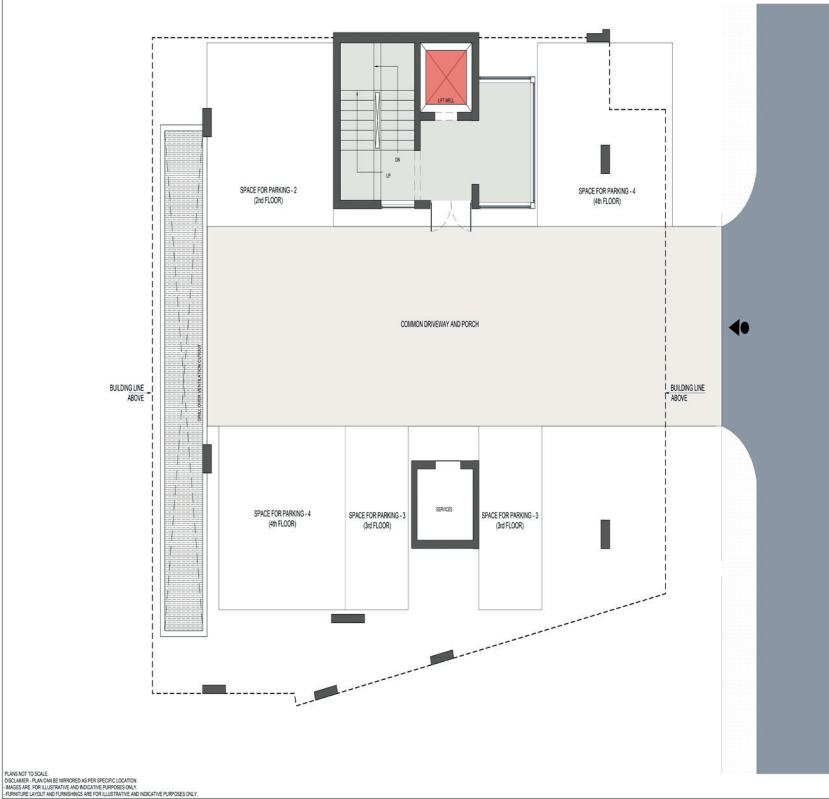 LIFT WELL
DN
UP
SPACE FOR PARKING - 2
(2nd FLOOR)
SPACE FOR PARKING - 4
(4th FLOOR)
COMMON DRIVEWAY AND PORCH
GRILL OVER VENTILATION CUTOUT
BUILDING LINE
ABOVE
BUILDING LINE
ABOVE
SPACE FOR PARKING - 4
(4th FLOOR)
SPACE FOR PARKING - 3
(3rd FLOOR)
SERVICES
SPACE FOR PARKING - 3
(3rd FLOOR)
PLANS NOT TO SCALE.
DISCLAIMER - PLAN CAN BE MIRRORED AS PER SPECIFIC LOCATION.
- IMAGES ARE FOR ILLUSTRATIVE AND INDICATIVE PURPOSES ONLY.
- FURNITURE LAYOUT AND FURNISHINGS ARE FOR ILLUSTRATIVE AND INDICATIVE PURPOSES ONLY.